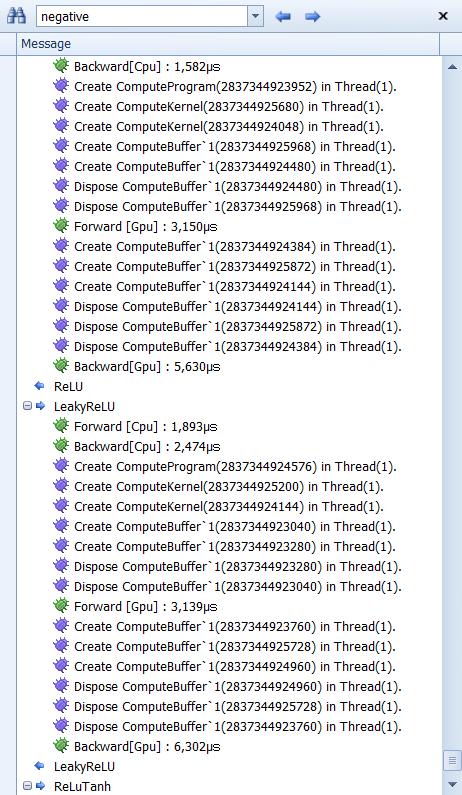 negative
Message
Backward[Cpu] : 1,582µs
Create ComputeProgram(2837344923952) in Thread(1).
Create ComputeKernel(2837344925680) in Thread(1).
Create ComputeKernel(2837344924048) in Thread(1).
Create ComputeBuffer`1(2837344925968) in Thread(1).
Create ComputeBuffer`1(2837344924480) in Thread(1).
Dispose ComputeBuffer`1(2837344924480) in Thread(1).
Dispose ComputeBuffer`1(2837344925968) in Thread(1).
Forward [Gpu] : 3,150µs
Create ComputeBuffer`1(2837344924384) in Thread(1).
Create ComputeBuffer`1(2837344925872) in Thread(1).
Create ComputeBuffer`1(2837344924144) in Thread(1).
Dispose ComputeBuffer`1(2837344924144) in Thread(1).
Dispose ComputeBuffer`1(2837344925872) in Thread(1).
Dispose ComputeBuffer`1(2837344924384) in Thread(1).
Backward[Gpu] : 5,630µs
ReLU
LeakyReLU
Forward [Cpu] : 1,893µs
Backward[Cpu] : 2,474µs
Create ComputeProgram(2837344924576) in Thread(1).
Create ComputeKernel(2837344925200) in Thread(1).
Create ComputeKernel(2837344924144) in Thread(1).
Create ComputeBuffer`1(2837344923040) in Thread(1).
Create ComputeBuffer`1(2837344923280) in Thread(1).
Dispose ComputeBuffer`1(2837344923280) in Thread(1).
Dispose ComputeBuffer`1(2837344923040) in Thread(1).
Forward [Gpu] : 3,139µs
Create ComputeBuffer`1(2837344923760) in Thread(1).
Create ComputeBuffer`1(2837344925728) in Thread(1).
Create ComputeBuffer`1(2837344924960) in Thread(1).
Dispose ComputeBuffer`1(2837344924960) in Thread(1).
Dispose ComputeBuffer`1(2837344925728) in Thread(1).
Dispose ComputeBuffer`1(2837344923760) in Thread(1).
Backward[Gpu] : 6,302µs
LeakyReLU
ReLuTanh